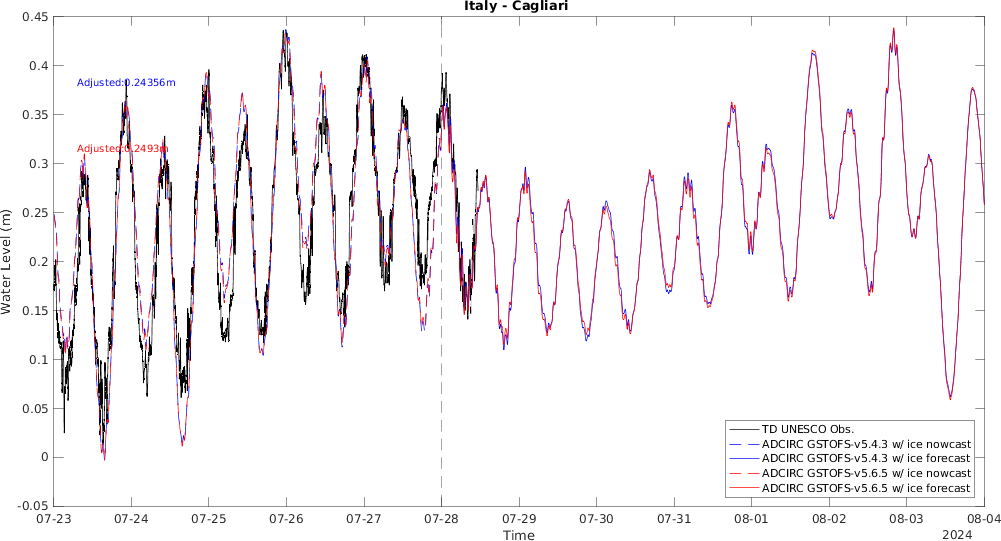 Italy - Cagliari
0.45
0.4
0.35
0.3
0.25
0.2
0.15
0.1
0.05
0
-0.05
Water Level (m)
Adjusted:0.24356m
Adjusted:0.2493m
TD UNESCO Obs.
ADCIRC GSTOFS-v5.4.3 w/ ice nowcast
ADCIRC GSTOFS-v5.4.3 w/ ice forecast
ADCIRC GSTOFS-v5.6.5 w/ ice nowcast
ADCIRC GSTOFS-v5.6.5 w/ ice forecast
07-23 07-24 07-25 07-26 07-27 07-28 07-29 07-30 07-31 08-01 08-02 08-03 08-04
Time
2024